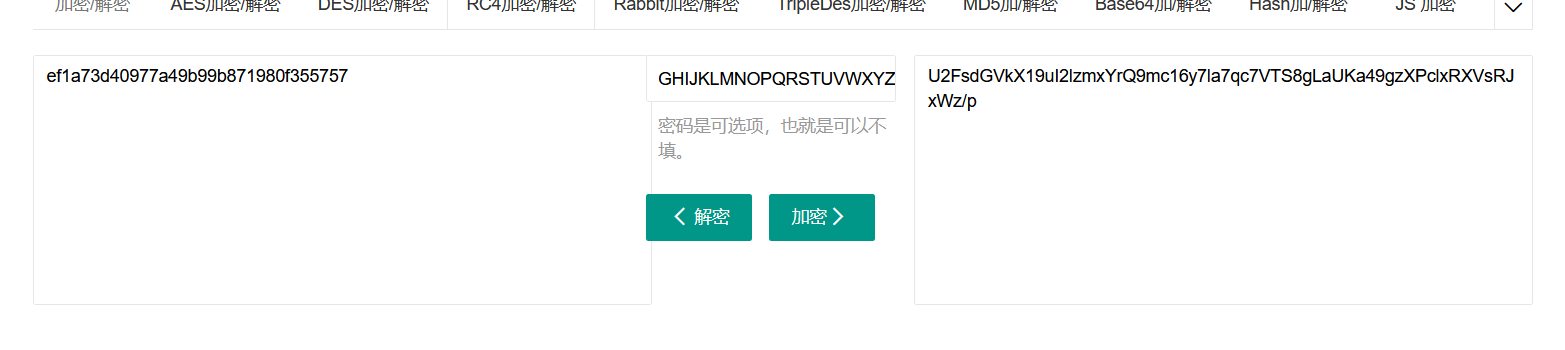 加密/解密 AES加密/解密 DES加密/解密 RC4加密/解密 Rabbit加密/解密 TripleDes加密/解密 MD5加/解密 Base64加/解密 Hash加/解密 JS 加密
ef1a73d40977a49b99b871980f355757
GHIJKLMNOPQRSTUVWXYZ
密码是可选项，也就是可以不
填。
解密 加密
U2FsdGVkX19uI2lzmxYrQ9mc16y7la7qc7VTS8gLaUKa49gzXPclxRXVsRJ
xWz/p